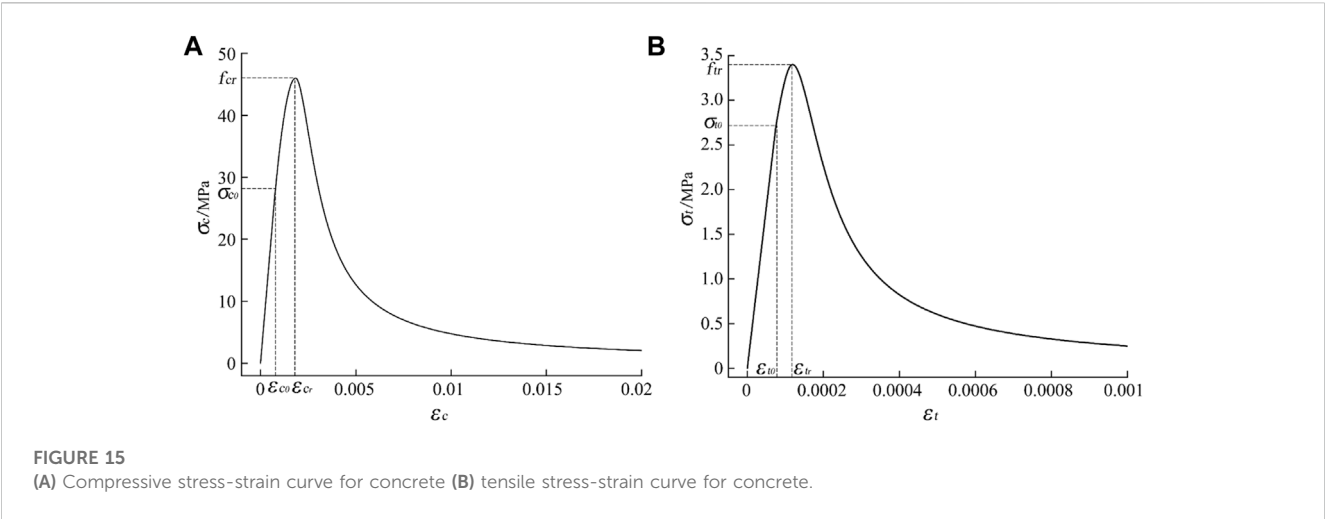 A
50
fcr
40
30
σc0
20
10
0
σc/MPa
0 εc0 εcr 0.005 0.01 0.015 0.02
εc
B
3.5
ftr
3.0
σt0
2.5
2.0
1.5
1.0
0.5
0
σt/MPa
εt0 εtr
0 0.0002 0.0004 0.0006 0.0008 0.001
εt
FIGURE 15
(A) Compressive stress-strain curve for concrete (B) tensile stress-strain curve for concrete.